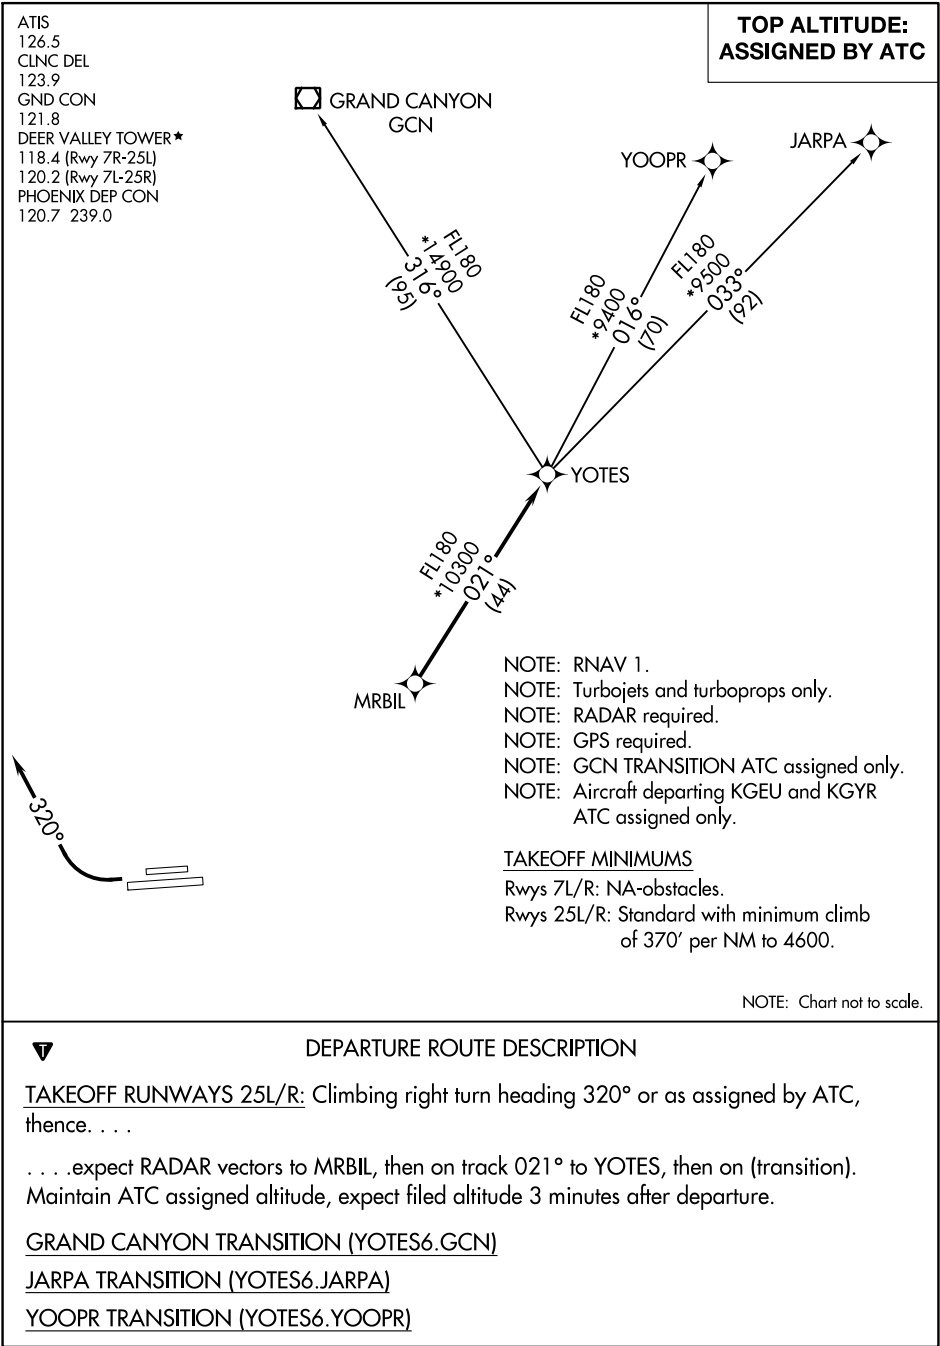 ATIS
126.5
CLNC DEL
123.9
GND CON
121.8
DEER VALLEY TOWER★
118.4 (Rwy 7R-25L)
120.2 (Rwy 7L-25R)
PHOENIX DEP CON
120.7 239.0
TOP ALTITUDE:
ASSIGNED BY ATC
GRAND CANYON
GCN
YOOPR
JARPA
FL180
*14900
316°
(95)
FL180
*9400
016°
(70)
FL180
*9500
033°
(92)
YOTES
FL180
*10300
021°
(44)
MRBIL
320°
NOTE: RNAV 1.
NOTE: Turbojets and turboprops only.
NOTE: RADAR required.
NOTE: GPS required.
NOTE: GCN TRANSITION ATC assigned only.
NOTE: Aircraft departing KGEU and KGYR
ATC assigned only.
TAKEOFF MINIMUMS
Rwys 7L/R: NA-obstacles.
Rwys 25L/R: Standard with minimum climb
of 370' per NM to 4600.
NOTE: Chart not to scale.
T
DEPARTURE ROUTE DESCRIPTION
TAKEOFF RUNWAYS 25L/R: Climbing right turn heading 320° or as assigned by ATC,
thence. . . .
. . . .expect RADAR vectors to MRBIL, then on track 021° to YOTES, then on (transition).
Maintain ATC assigned altitude, expect filed altitude 3 minutes after departure.
GRAND CANYON TRANSITION (YOTES6.GCN)
JARPA TRANSITION (YOTES6.JARPA)
YOOPR TRANSITION (YOTES6.YOOPR)